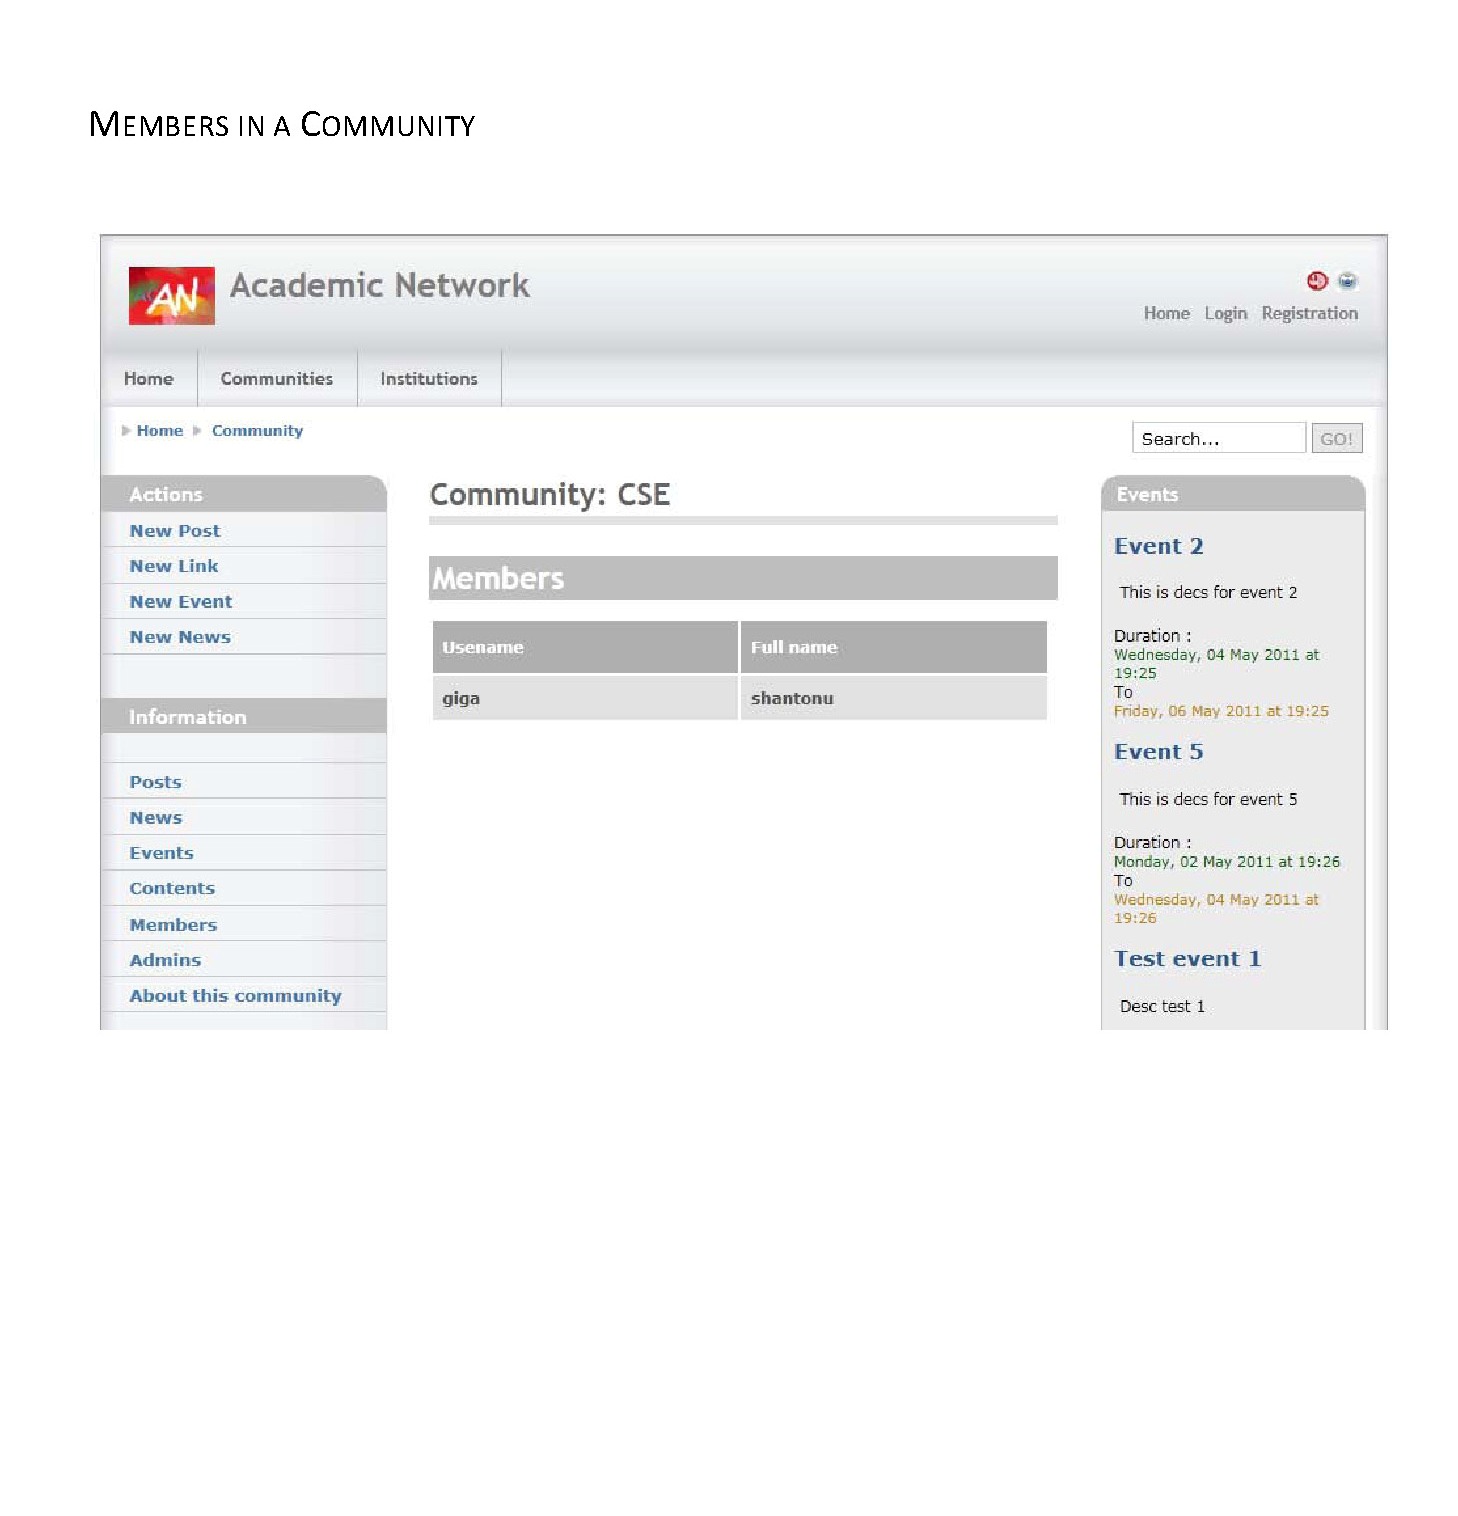 MEMBERS IN A COMMUNITY
AN
Academic Network
Home Login Registration
Home Communities Institutions
Home Community
Search... GO!
Actions
New Post
New Link
New Event
New News
Information
Posts
News
Events
Contents
Members
Admins
About this community
Community: CSE
Members
Usename Full name
giga shantonu
Events
Event 2
This is decs for event 2
Duration :
Wednesday, 04 May 2011 at
19:25
To
Friday, 06 May 2011 at 19:25
Event 5
This is decs for event 5
Duration :
Monday, 02 May 2011 at 19:26
To
Wednesday, 04 May 2011 at
19:26
Test event 1
Desc test 1